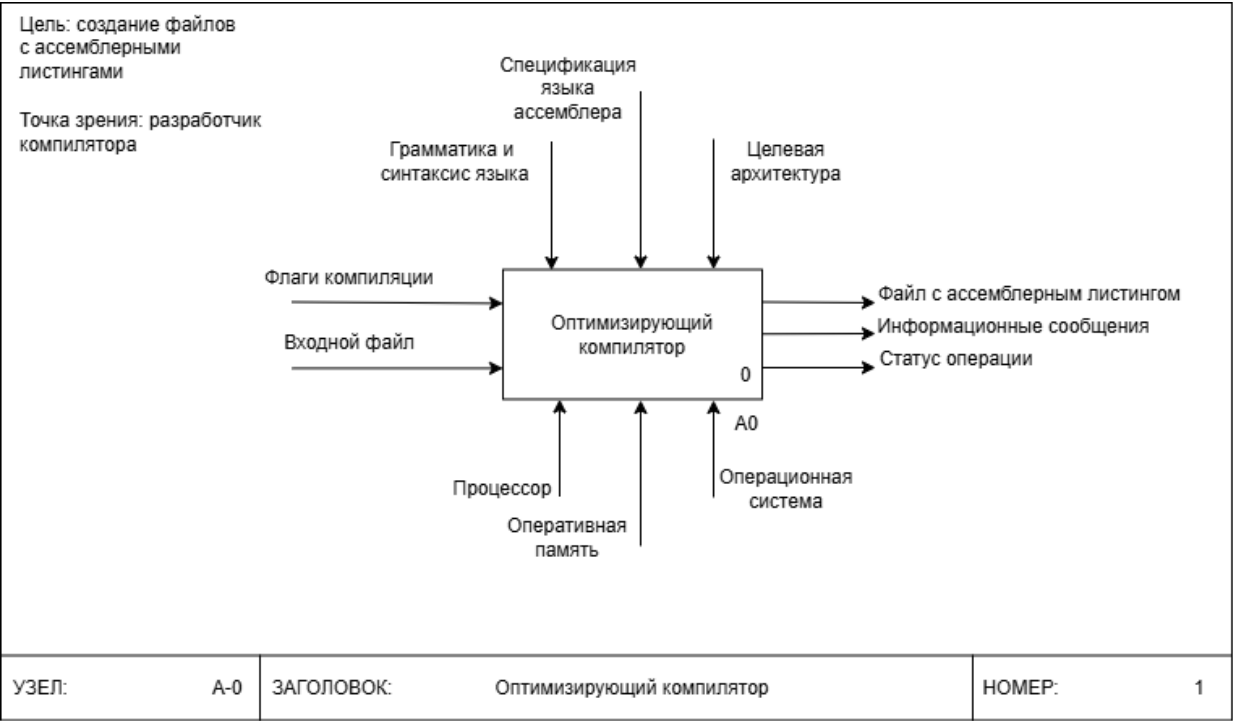 Цель: создание файлов
с ассемблерными
листингами
Точка зрения: разработчик
компилятора
Спецификация
языка
ассемблера
Грамматика и
синтаксис языка
Целевая
архитектура
Флаги компиляции
Входной файл
Оптимизирующий
компилятор
0
A0
Файл с ассемблерным листингом
Информационные сообщения
Статус операции
Процессор
Оперативная
память
Операционная
система
УЗЕЛ: A-0
ЗАГОЛОВОК: Оптимизирующий компилятор
НОМЕР: 1